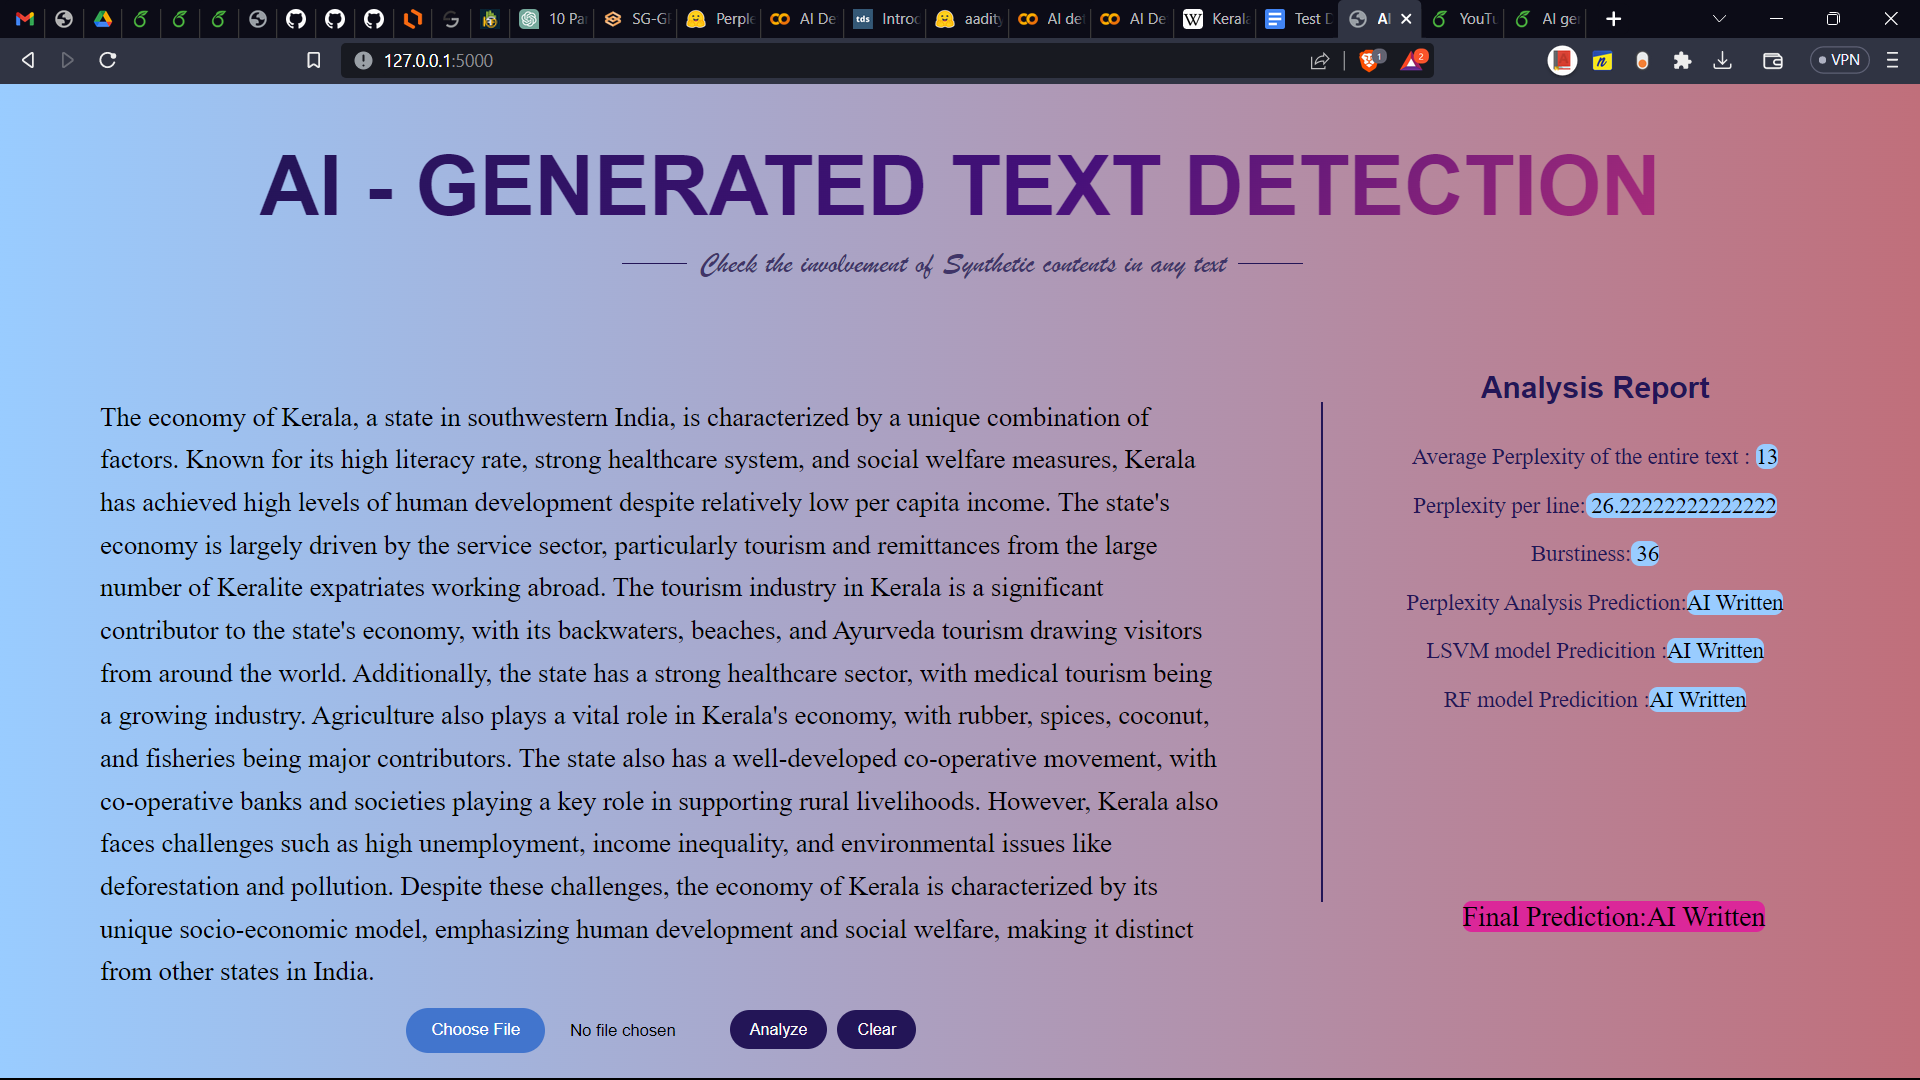 10 Pa
SG-G
Perple
AI De
tds
Introd
aadity
AI de
AI De
W
Kerala
Test D
AI
YouTu
AI ge
127.0.0.1:5000
1
2
VPN
AI - GENERATED TEXT DETECTION
Check the involvement of Synthetic contents in any text
The economy of Kerala, a state in southwestern India, is characterized by a unique combination of
factors. Known for its high literacy rate, strong healthcare system, and social welfare measures, Kerala
has achieved high levels of human development despite relatively low per capita income. The state's
economy is largely driven by the service sector, particularly tourism and remittances from the large
number of Keralite expatriates working abroad. The tourism industry in Kerala is a significant
contributor to the state's economy, with its backwaters, beaches, and Ayurveda tourism drawing visitors
from around the world. Additionally, the state has a strong healthcare sector, with medical tourism being
a growing industry. Agriculture also plays a vital role in Kerala's economy, with rubber, spices, coconut,
and fisheries being major contributors. The state also has a well-developed co-operative movement, with
co-operative banks and societies playing a key role in supporting rural livelihoods. However, Kerala also
faces challenges such as high unemployment, income inequality, and environmental issues like
deforestation and pollution. Despite these challenges, the economy of Kerala is characterized by its
unique socio-economic model, emphasizing human development and social welfare, making it distinct
from other states in India.
Choose File
No file chosen
Analyze
Clear
Analysis Report
Average Perplexity of the entire text : 13
Perplexity per line: 26.22222222222222
Burstiness: 36
Perplexity Analysis Prediction:AI Written
LSVM model Predicition :AI Written
RF model Predicition :AI Written
Final Prediction:AI Written